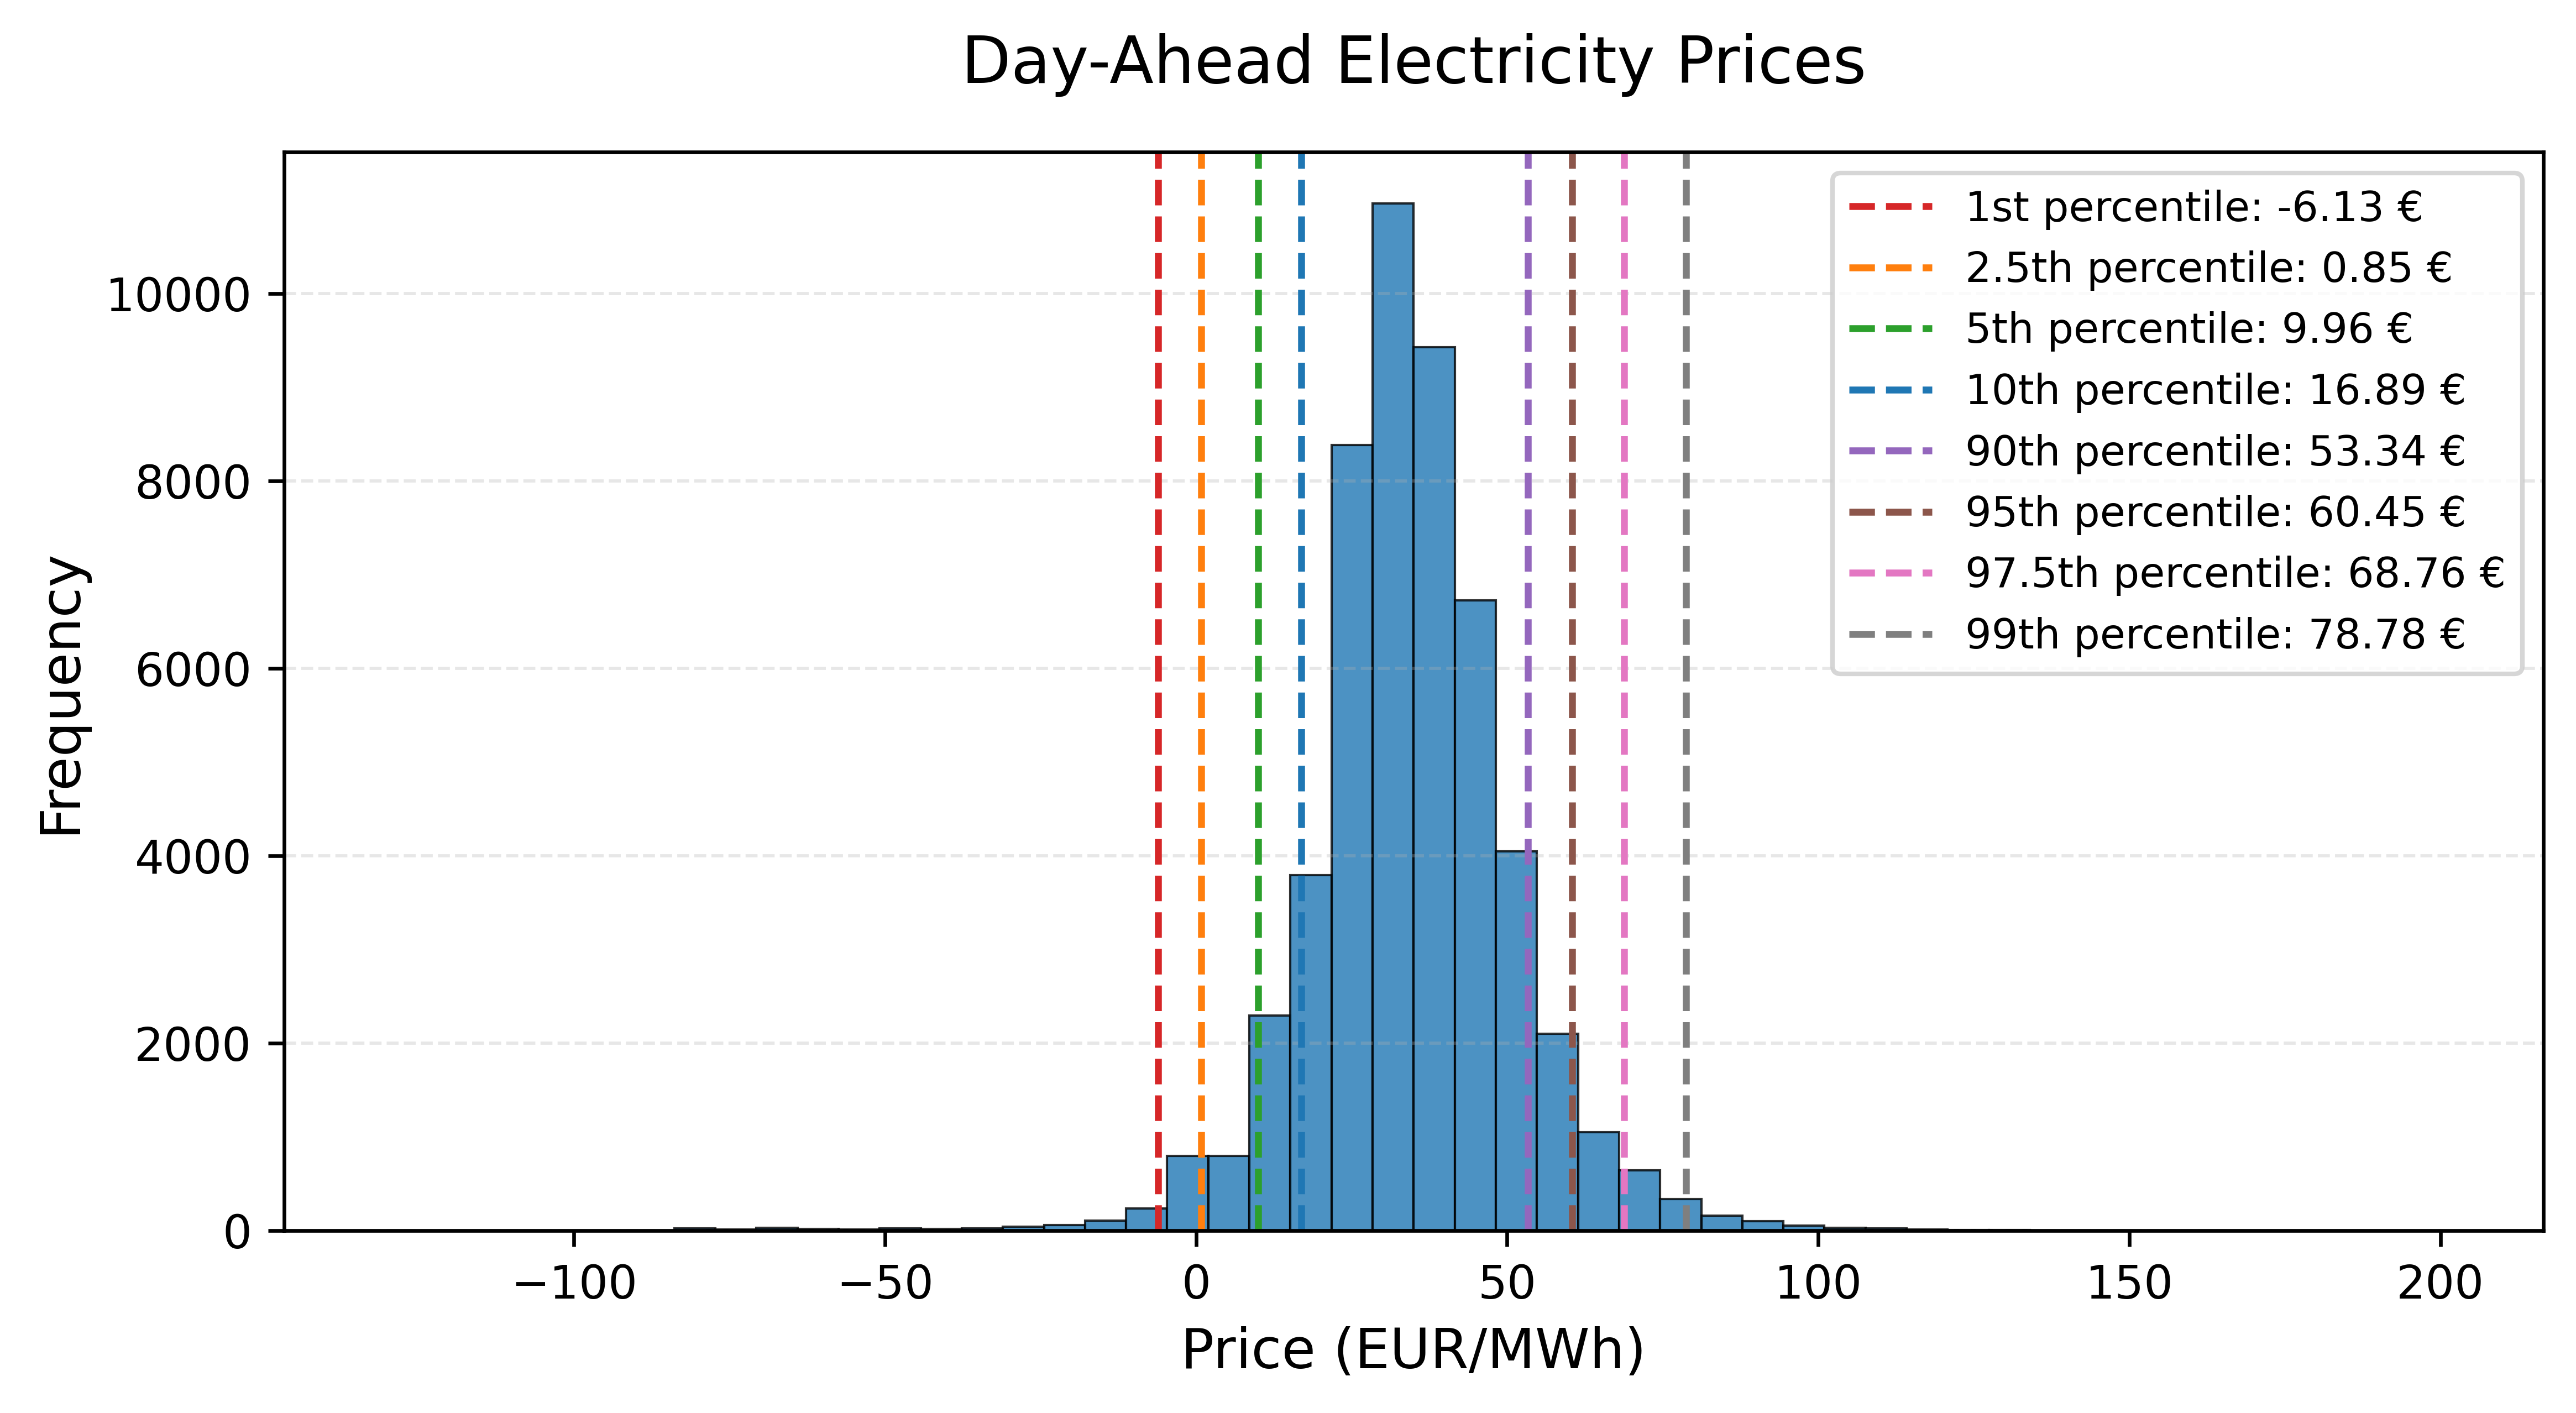 Day-Ahead Electricity Prices
1st percentile: -6.13 €
2.5th percentile: 0.85 €
5th percentile: 9.96 €
10th percentile: 16.89 €
90th percentile: 53.34 €
95th percentile: 60.45 €
97.5th percentile: 68.76 €
99th percentile: 78.78 €
Frequency
10000
8000
6000
4000
2000
0
−100 −50 0 50 100 150 200
Price (EUR/MWh)